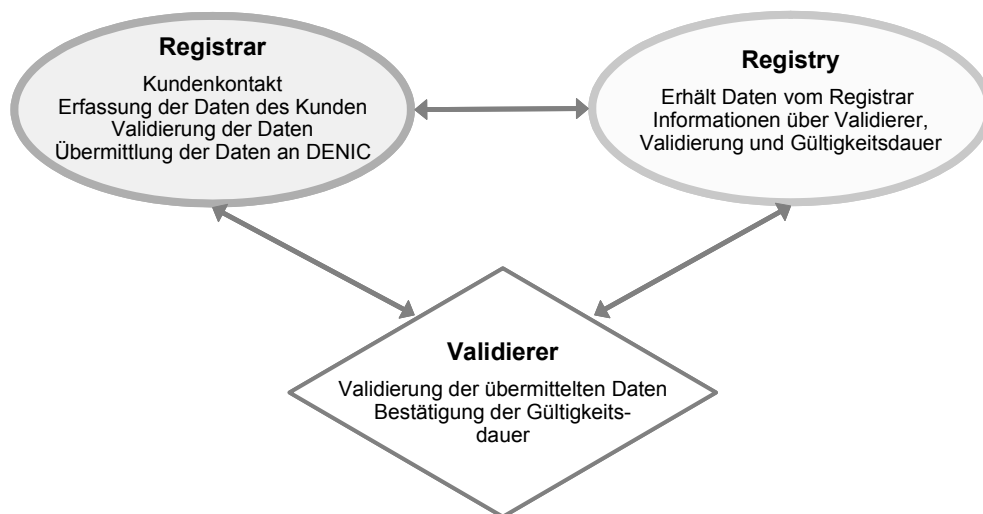 Registrar
Kundenkontakt
Erfassung der Daten des Kunden
Validierung der Daten
Übermittlung der Daten an DENIC
Registry
Erhält Daten vom Registrar
Informationen über Validierer,
Validierung und Gültigkeitsdauer
Validierer
Validierung der übermittelten Daten
Bestätigung der Gültigkeits-
dauer